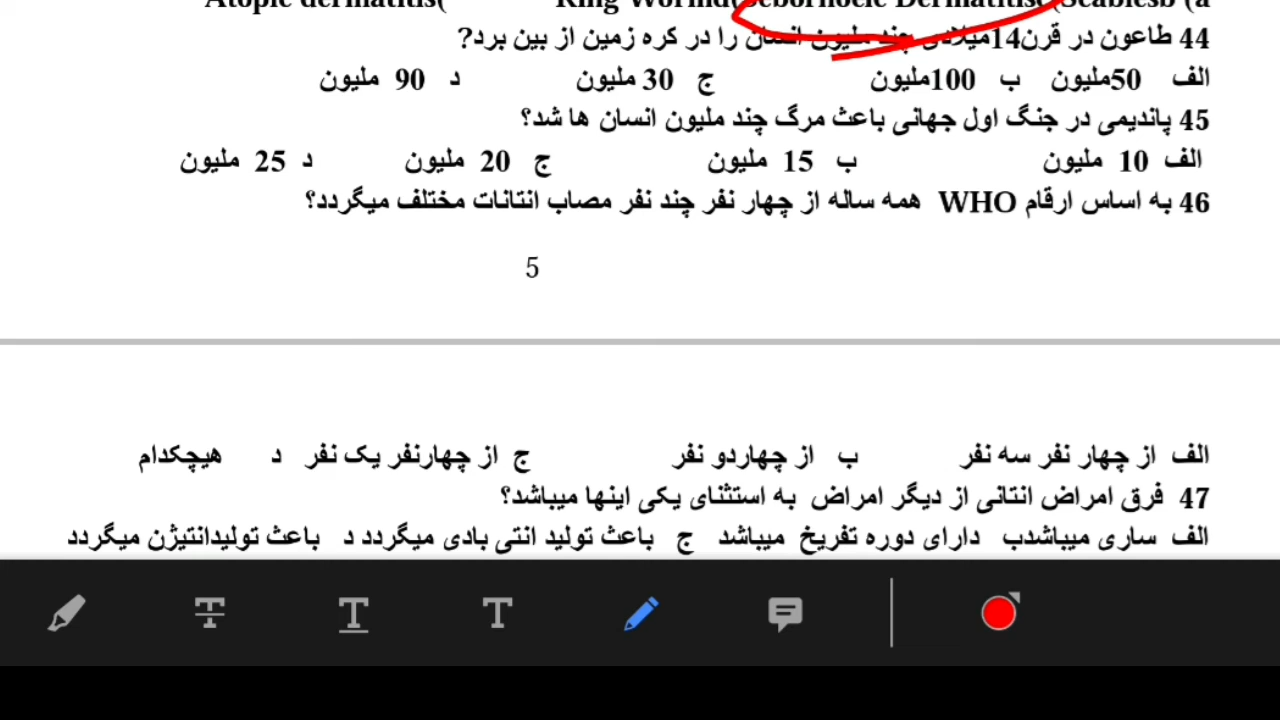 Atopic dermatitis( King Wormd(Seborhoeic Dermatitisc(Scabiesb (a
44 طاعون در قرن14میلادی چند ملیون انسان را در کره زمین از بین برد؟
الف 50ملیون ب 100ملیون ج 30 ملیون د 90 ملیون
45 پاندیمی در جنگ اول جهانی باعث مرگ چند ملیون انسان ها شد؟
الف 10 ملیون ب 15 ملیون ج 20 ملیون د 25 ملیون
46 به اساس ارقام WHO همه ساله از چهار نفر چند نفر مصاب انتانات مختلف میگردد؟
5
الف از چهار نفر سه نفر ب از چهاردو نفر ج از چهارنفر یک نفر د هیچکدام
47 فرق امراض انتانی از دیگر امراض به استثنای یکی اینها میباشد؟
الف ساری میباشدب دارای دوره تفریخ میباشد ج باعث تولید انتی بادی میگردد د باعث تولیدانتیژن میگردد